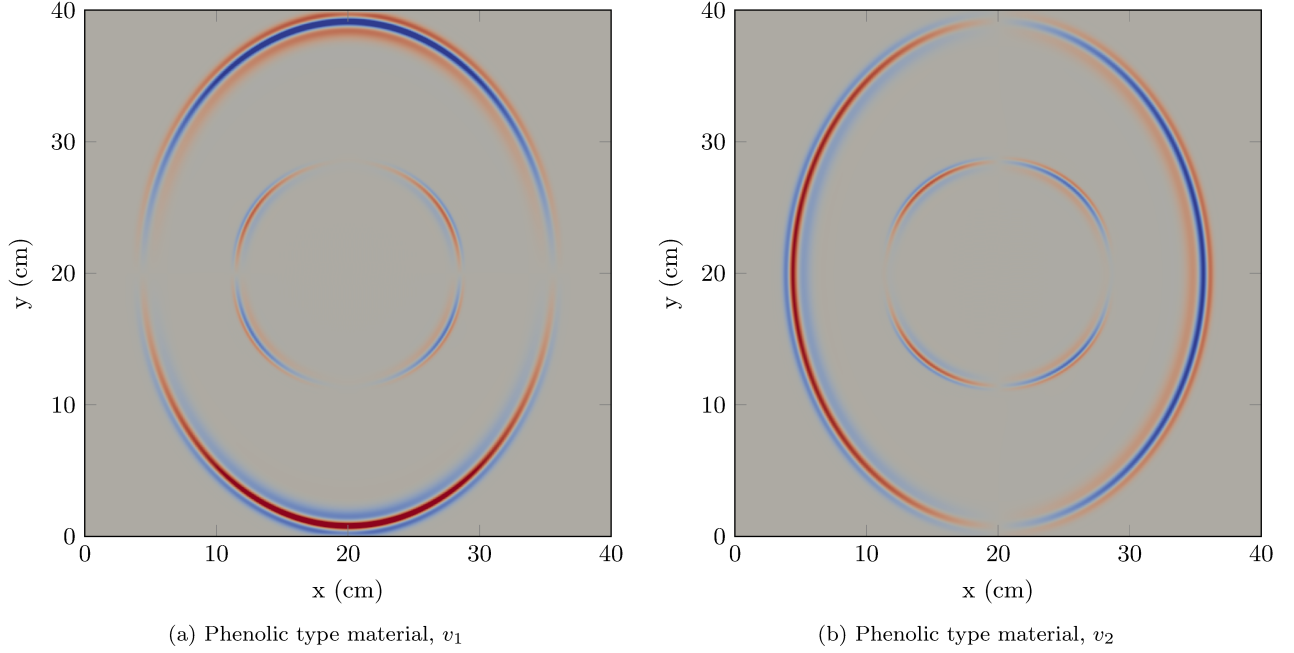 40
30
20
10
0
0 10 20 30 40
y (cm)
x (cm)
(a) Phenolic type material, v₁
40
30
20
10
0
0 10 20 30 40
y (cm)
x (cm)
(b) Phenolic type material, v₂